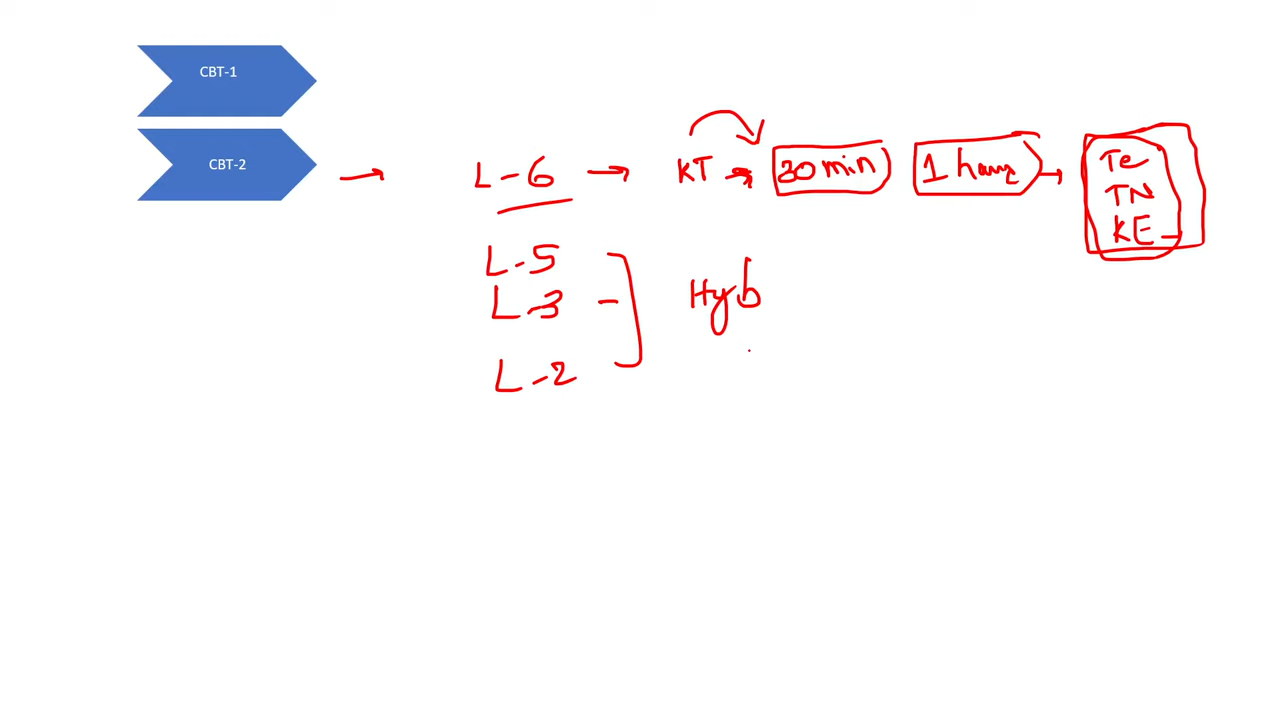 CBT-1
CBT-2
L-6 KT 30 min 1 hour Te
TN
KE
L-5
L-3 Hyb
L-2